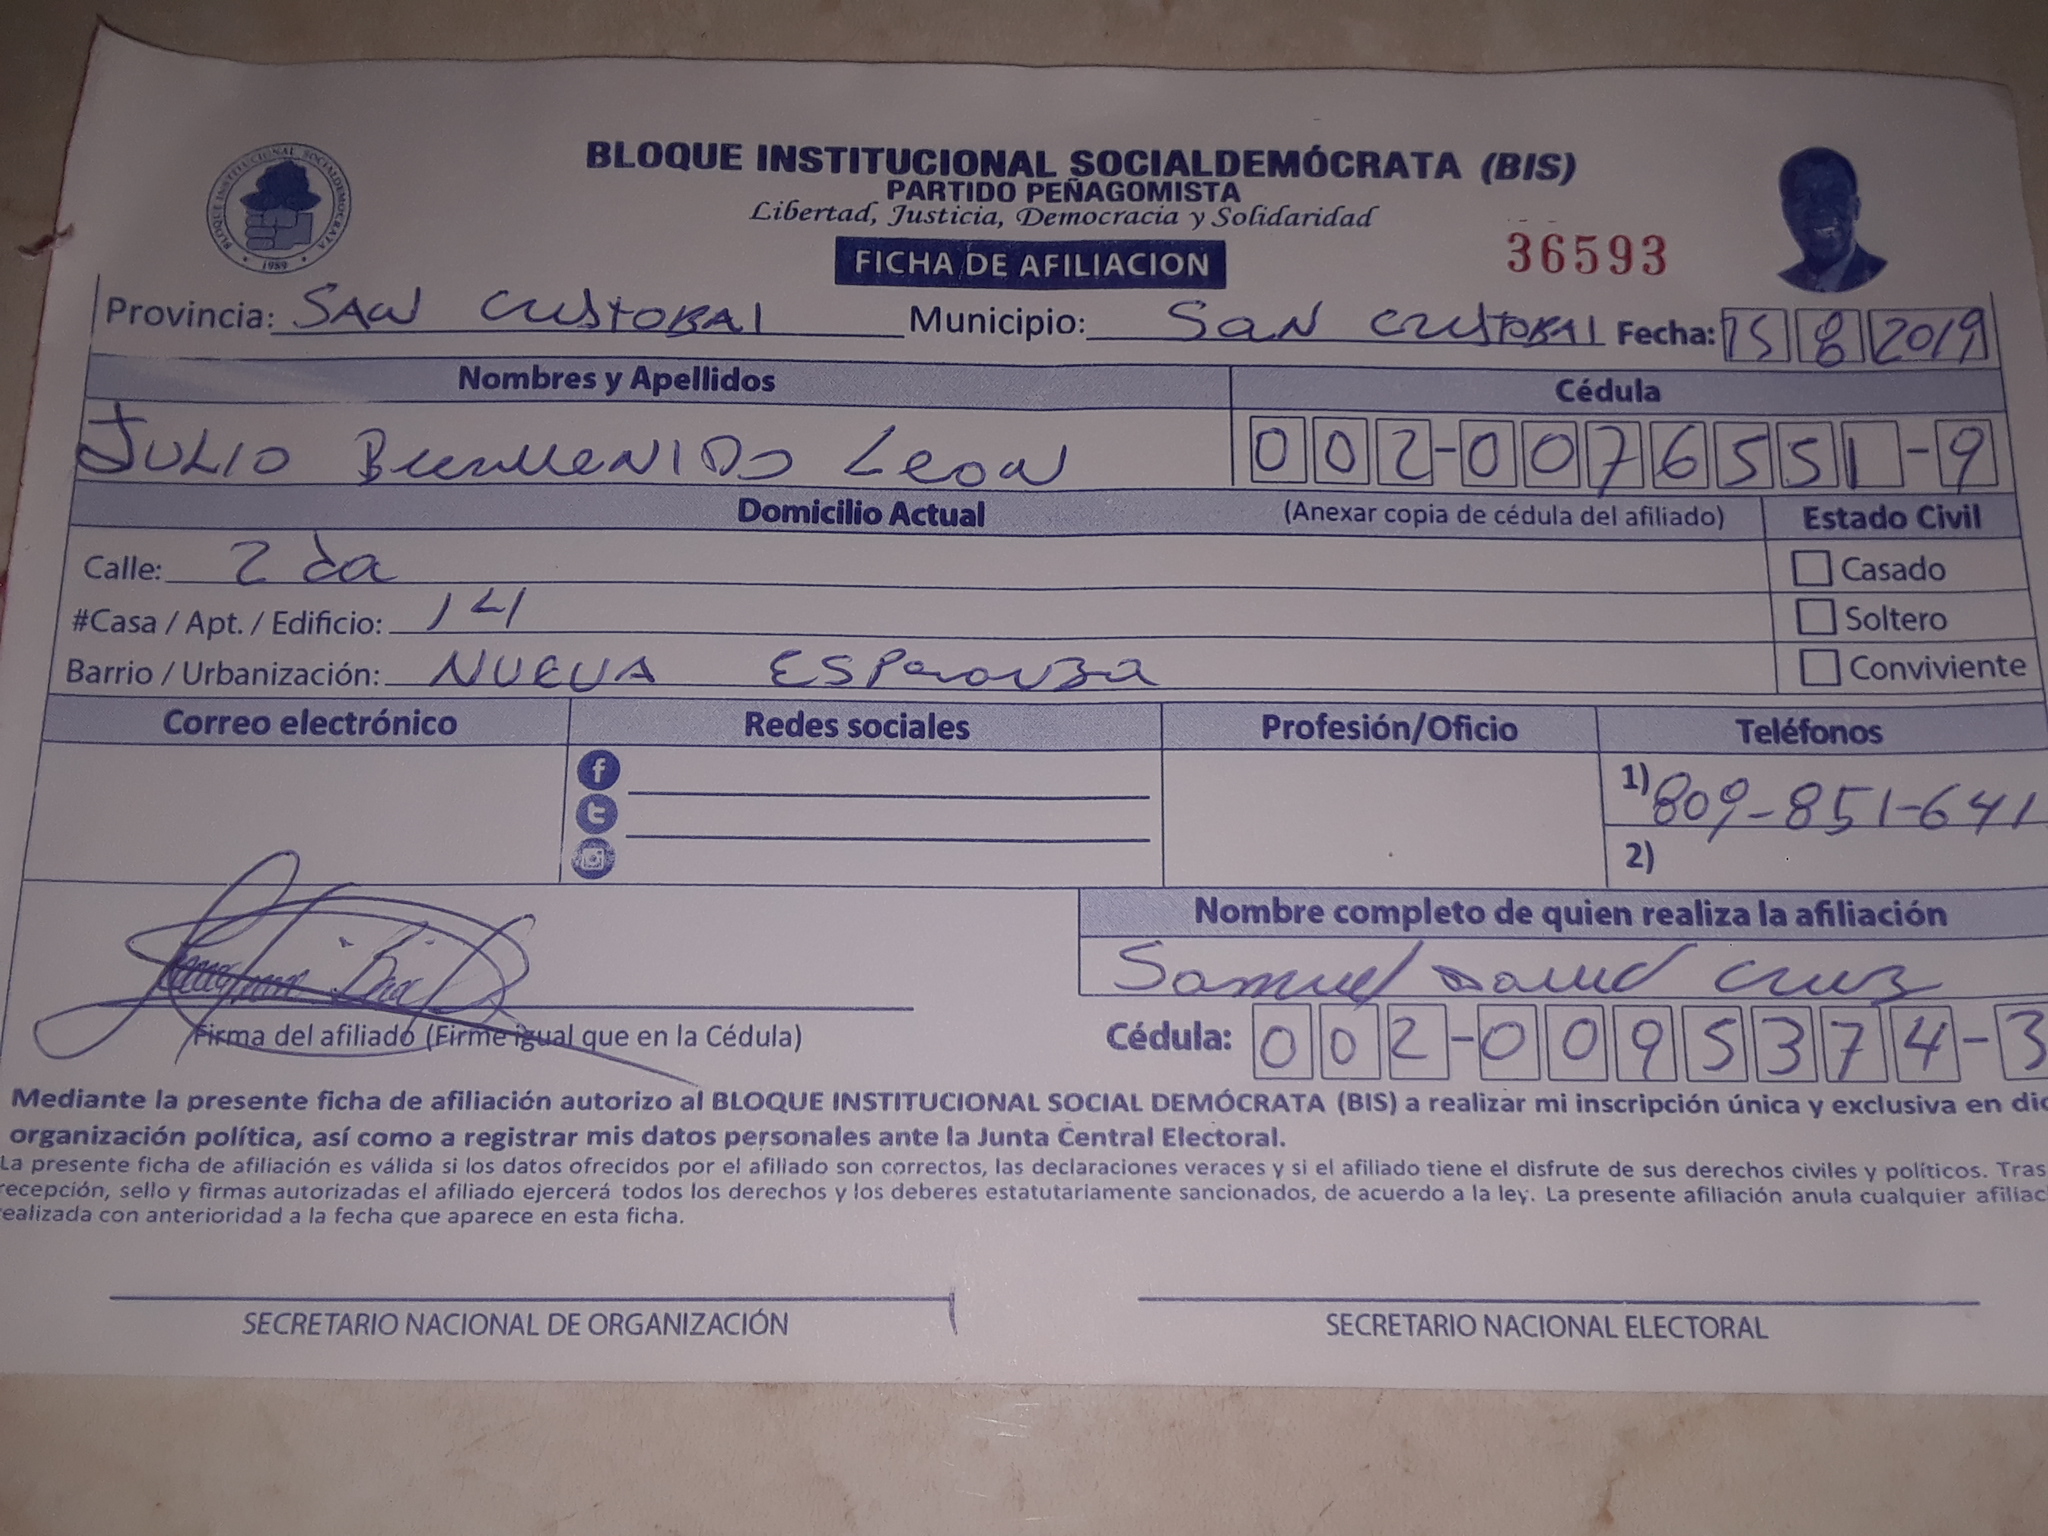 BLOQUE INSTITUCIONAL SOCIALDEMÓCRATA
1989
BLOQUE INSTITUCIONAL SOCIALDEMÓCRATA (BIS)
PARTIDO PEÑAGOMISTA
Libertad, Justicia, Democracia y Solidaridad
FICHA DE AFILIACION
36593
Provincia: SAN CRISTOBAL Municipio: SAN CRISTOBAL Fecha: 15 8 2019
Nombres y Apellidos Cédula
JULIO BIENVENIDO LEON 002-0076551-9
Domicilio Actual (Anexar copia de cédula del afiliado) Estado Civil
Calle: 2 da Casado
#Casa / Apt. / Edificio: 14 Soltero
Barrio / Urbanización: NUEVA ESPERANZA Conviviente
Correo electrónico Redes sociales Profesión/Oficio Teléfonos
1) 809-851-641
2)
Nombre completo de quien realiza la afiliación
Samuel David Cruz
Firma del afiliado (Firme igual que en la Cédula) Cédula: 002-0095374-3
Mediante la presente ficha de afiliación autorizo al BLOQUE INSTITUCIONAL SOCIAL DEMÓCRATA (BIS) a realizar mi inscripción única y exclusiva en dic
organización política, así como a registrar mis datos personales ante la Junta Central Electoral.
La presente ficha de afiliación es válida si los datos ofrecidos por el afiliado son correctos, las declaraciones veraces y si el afiliado tiene el disfrute de sus derechos civiles y políticos. Tras
recepción, sello y firmas autorizadas el afiliado ejercerá todos los derechos y los deberes estatutariamente sancionados, de acuerdo a la ley. La presente afiliación anula cualquier afiliac
realizada con anterioridad a la fecha que aparece en esta ficha.
SECRETARIO NACIONAL DE ORGANIZACIÓN SECRETARIO NACIONAL ELECTORAL